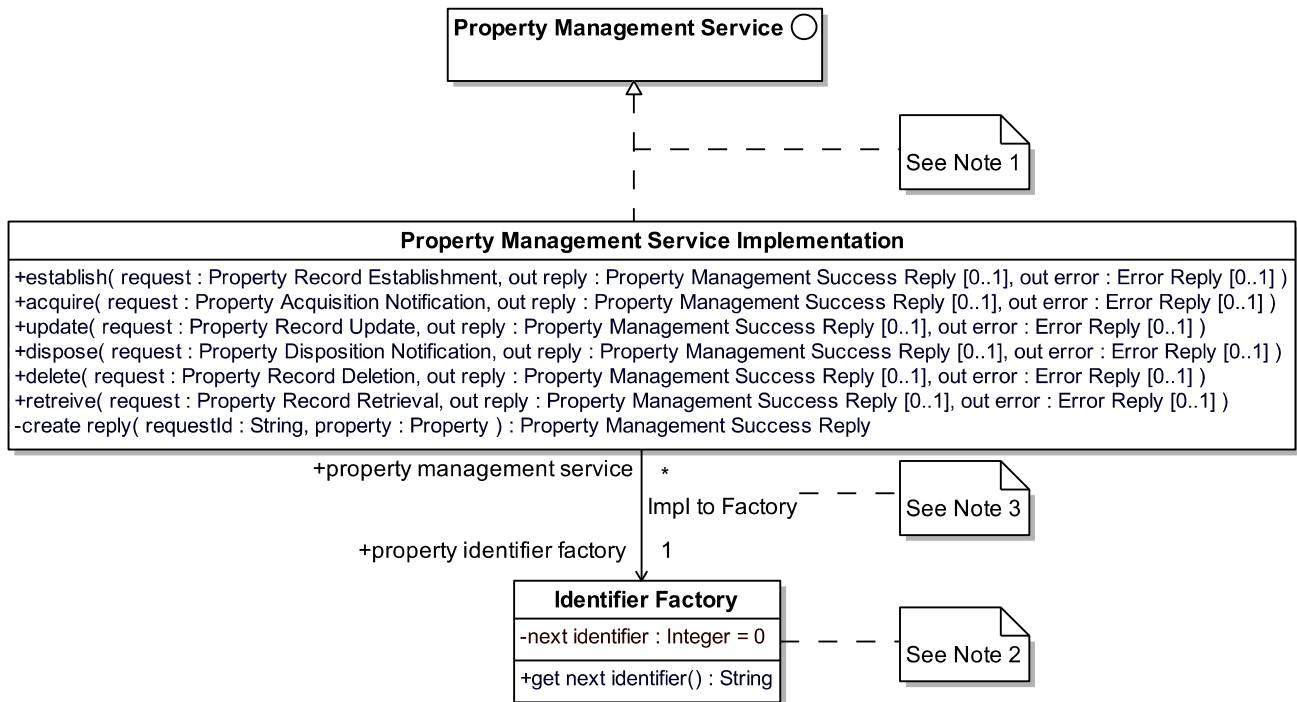 Property Management Service
See Note 1
Property Management Service Implementation
+establish( request : Property Record Establishment, out reply : Property Management Success Reply [0..1], out error : Error Reply [0..1] )
+acquire( request : Property Acquisition Notification, out reply : Property Management Success Reply [0..1], out error : Error Reply [0..1] )
+update( request : Property Record Update, out reply : Property Management Success Reply [0..1], out error : Error Reply [0..1] )
+dispose( request : Property Disposition Notification, out reply : Property Management Success Reply [0..1], out error : Error Reply [0..1] )
+delete( request : Property Record Deletion, out reply : Property Management Success Reply [0..1], out error : Error Reply [0..1] )
+retreive( request : Property Record Retrieval, out reply : Property Management Success Reply [0..1], out error : Error Reply [0..1] )
-create reply( requestId : String, property : Property ) : Property Management Success Reply
+property management service *
Impl to Factory
See Note 3
+property identifier factory 1
Identifier Factory
-next identifier : Integer = 0
See Note 2
+get next identifier() : String